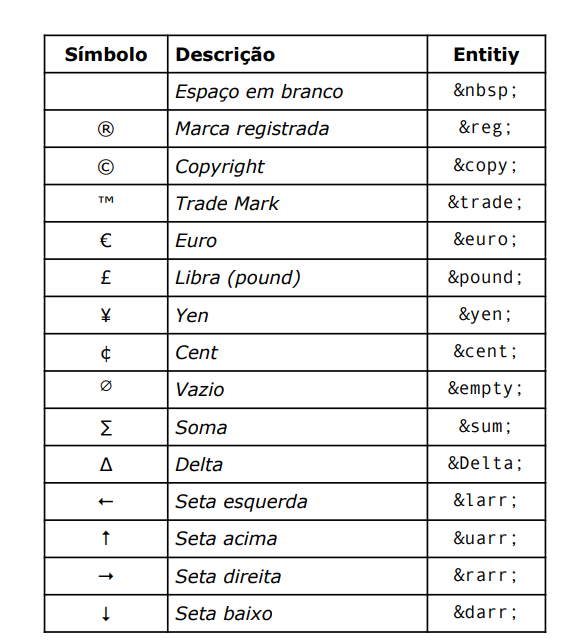 Símbolo Descrição Entitiy
Espaço em branco &nbsp;
® Marca registrada &reg;
© Copyright &copy;
™ Trade Mark &trade;
€ Euro &euro;
£ Libra (pound) &pound;
¥ Yen &yen;
¢ Cent &cent;
∅ Vazio &empty;
∑ Soma &sum;
Δ Delta &Delta;
← Seta esquerda &larr;
↑ Seta acima &uarr;
→ Seta direita &rarr;
↓ Seta baixo &darr;